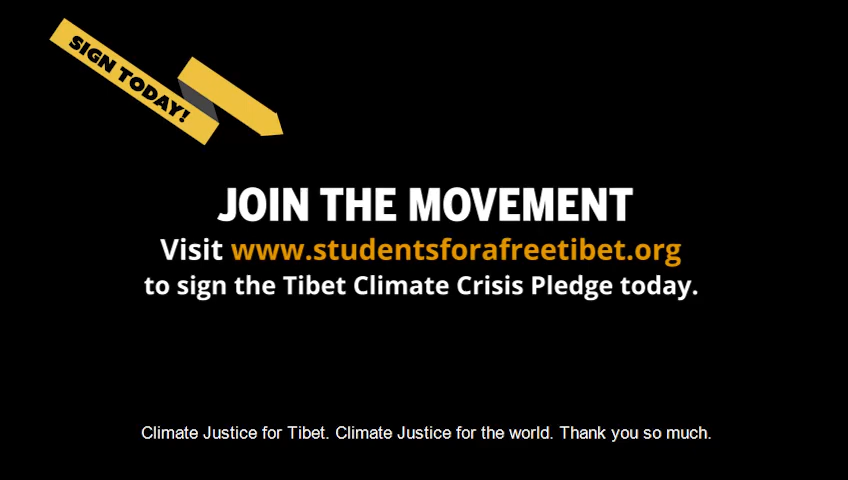 SIGN TODAY!
JOIN THE MOVEMENT
Visit www.studentsforafreetibet.org
to sign the Tibet Climate Crisis Pledge today.
Climate Justice for Tibet. Climate Justice for the world. Thank you so much.